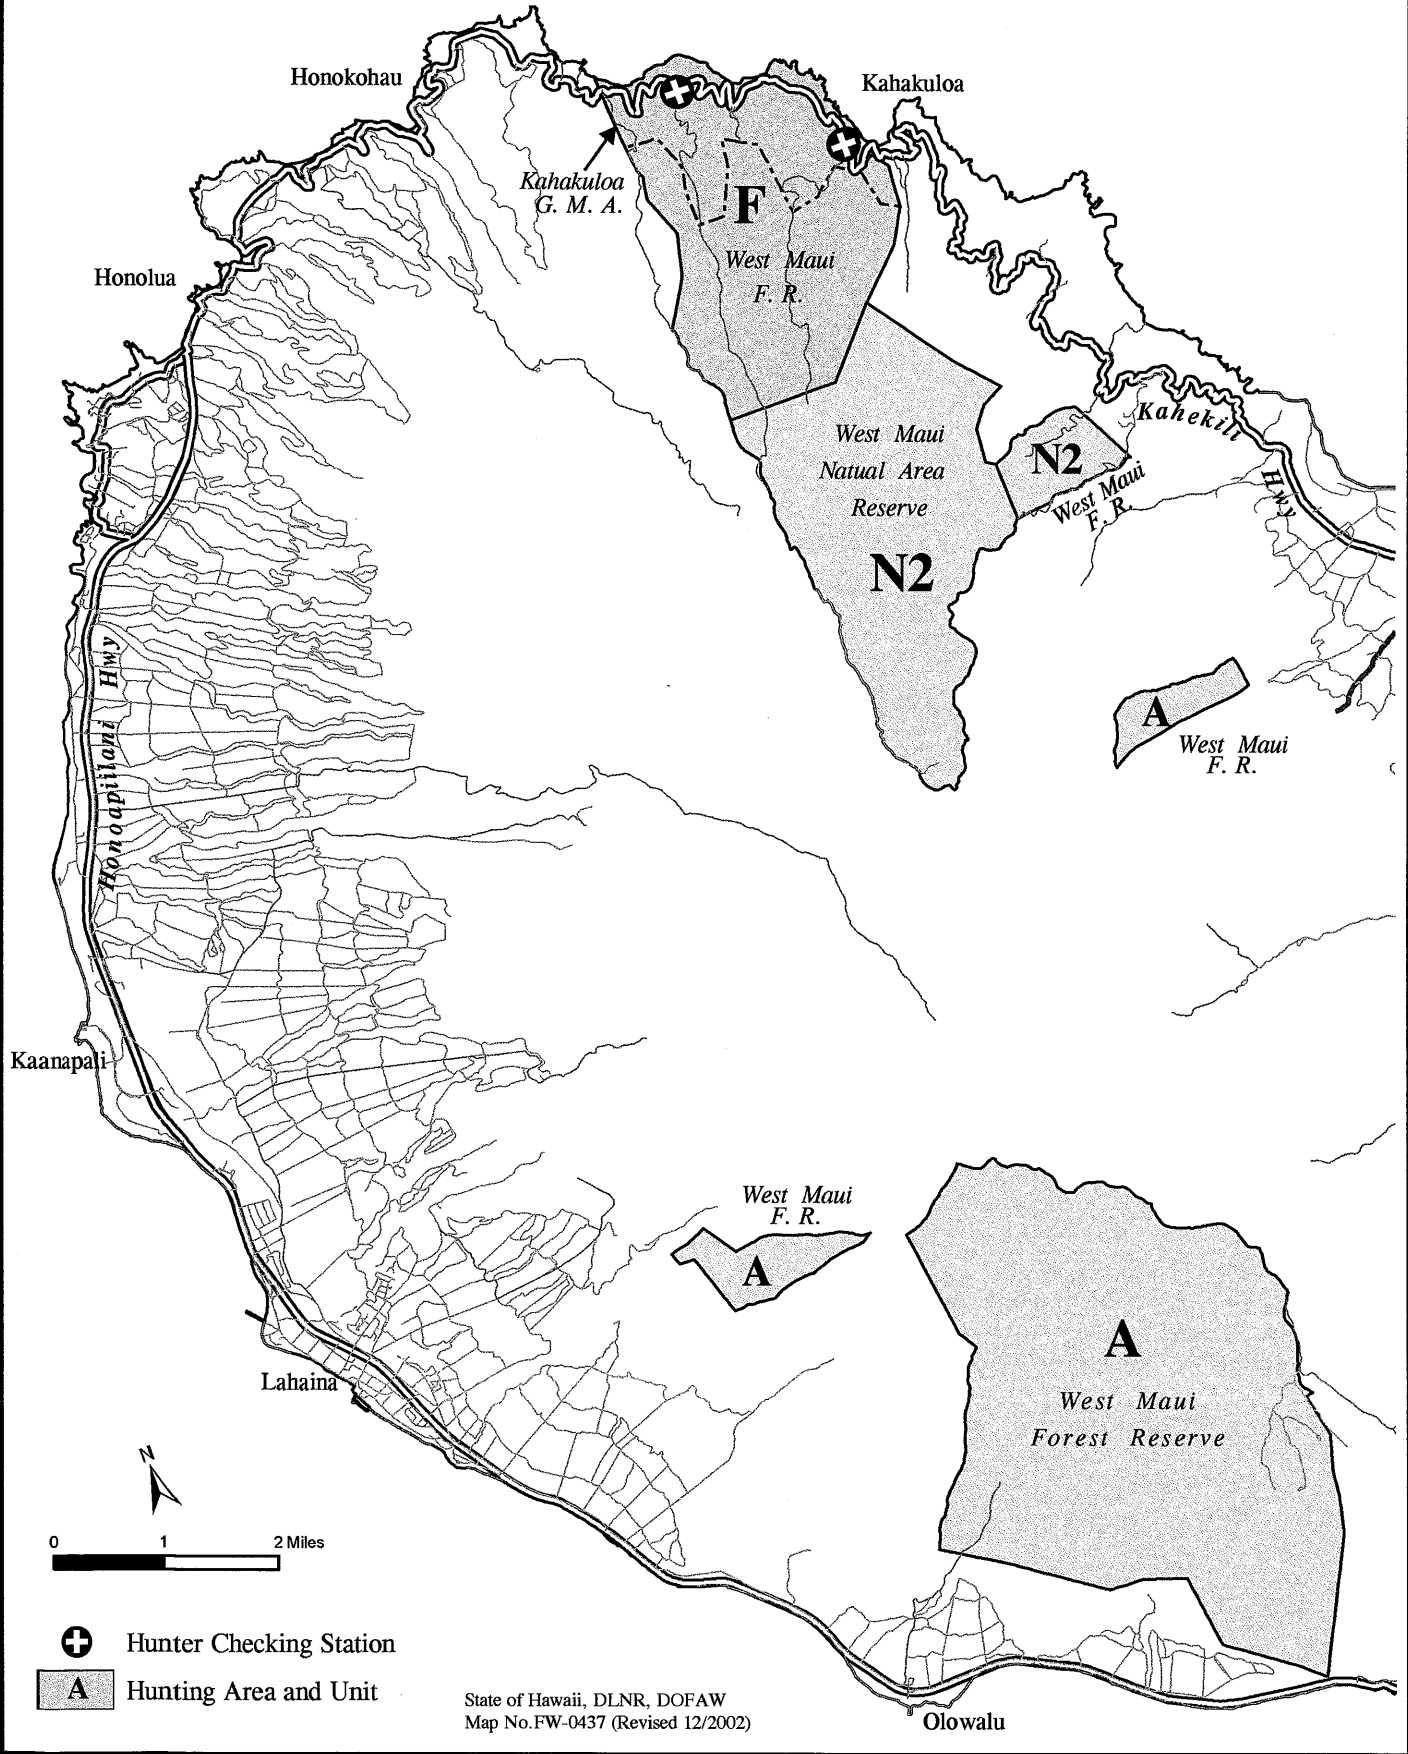 Honokohau
Kahakuloa
Kahakuloa
G. M. A.
F
West Maui
F. R.
Honolua
West Maui
Natual Area
Reserve
N2
N2
West Maui
F. R.
Kahekili
Hwy
Honoapiilani Hwy
A
West Maui
F. R.
Kaanapali
West Maui
F. R.
A
A
West Maui
Forest Reserve
Lahaina
N
0 1 2 Miles
Hunter Checking Station
A Hunting Area and Unit
State of Hawaii, DLNR, DOFAW
Map No.FW-0437 (Revised 12/2002)
Olowalu